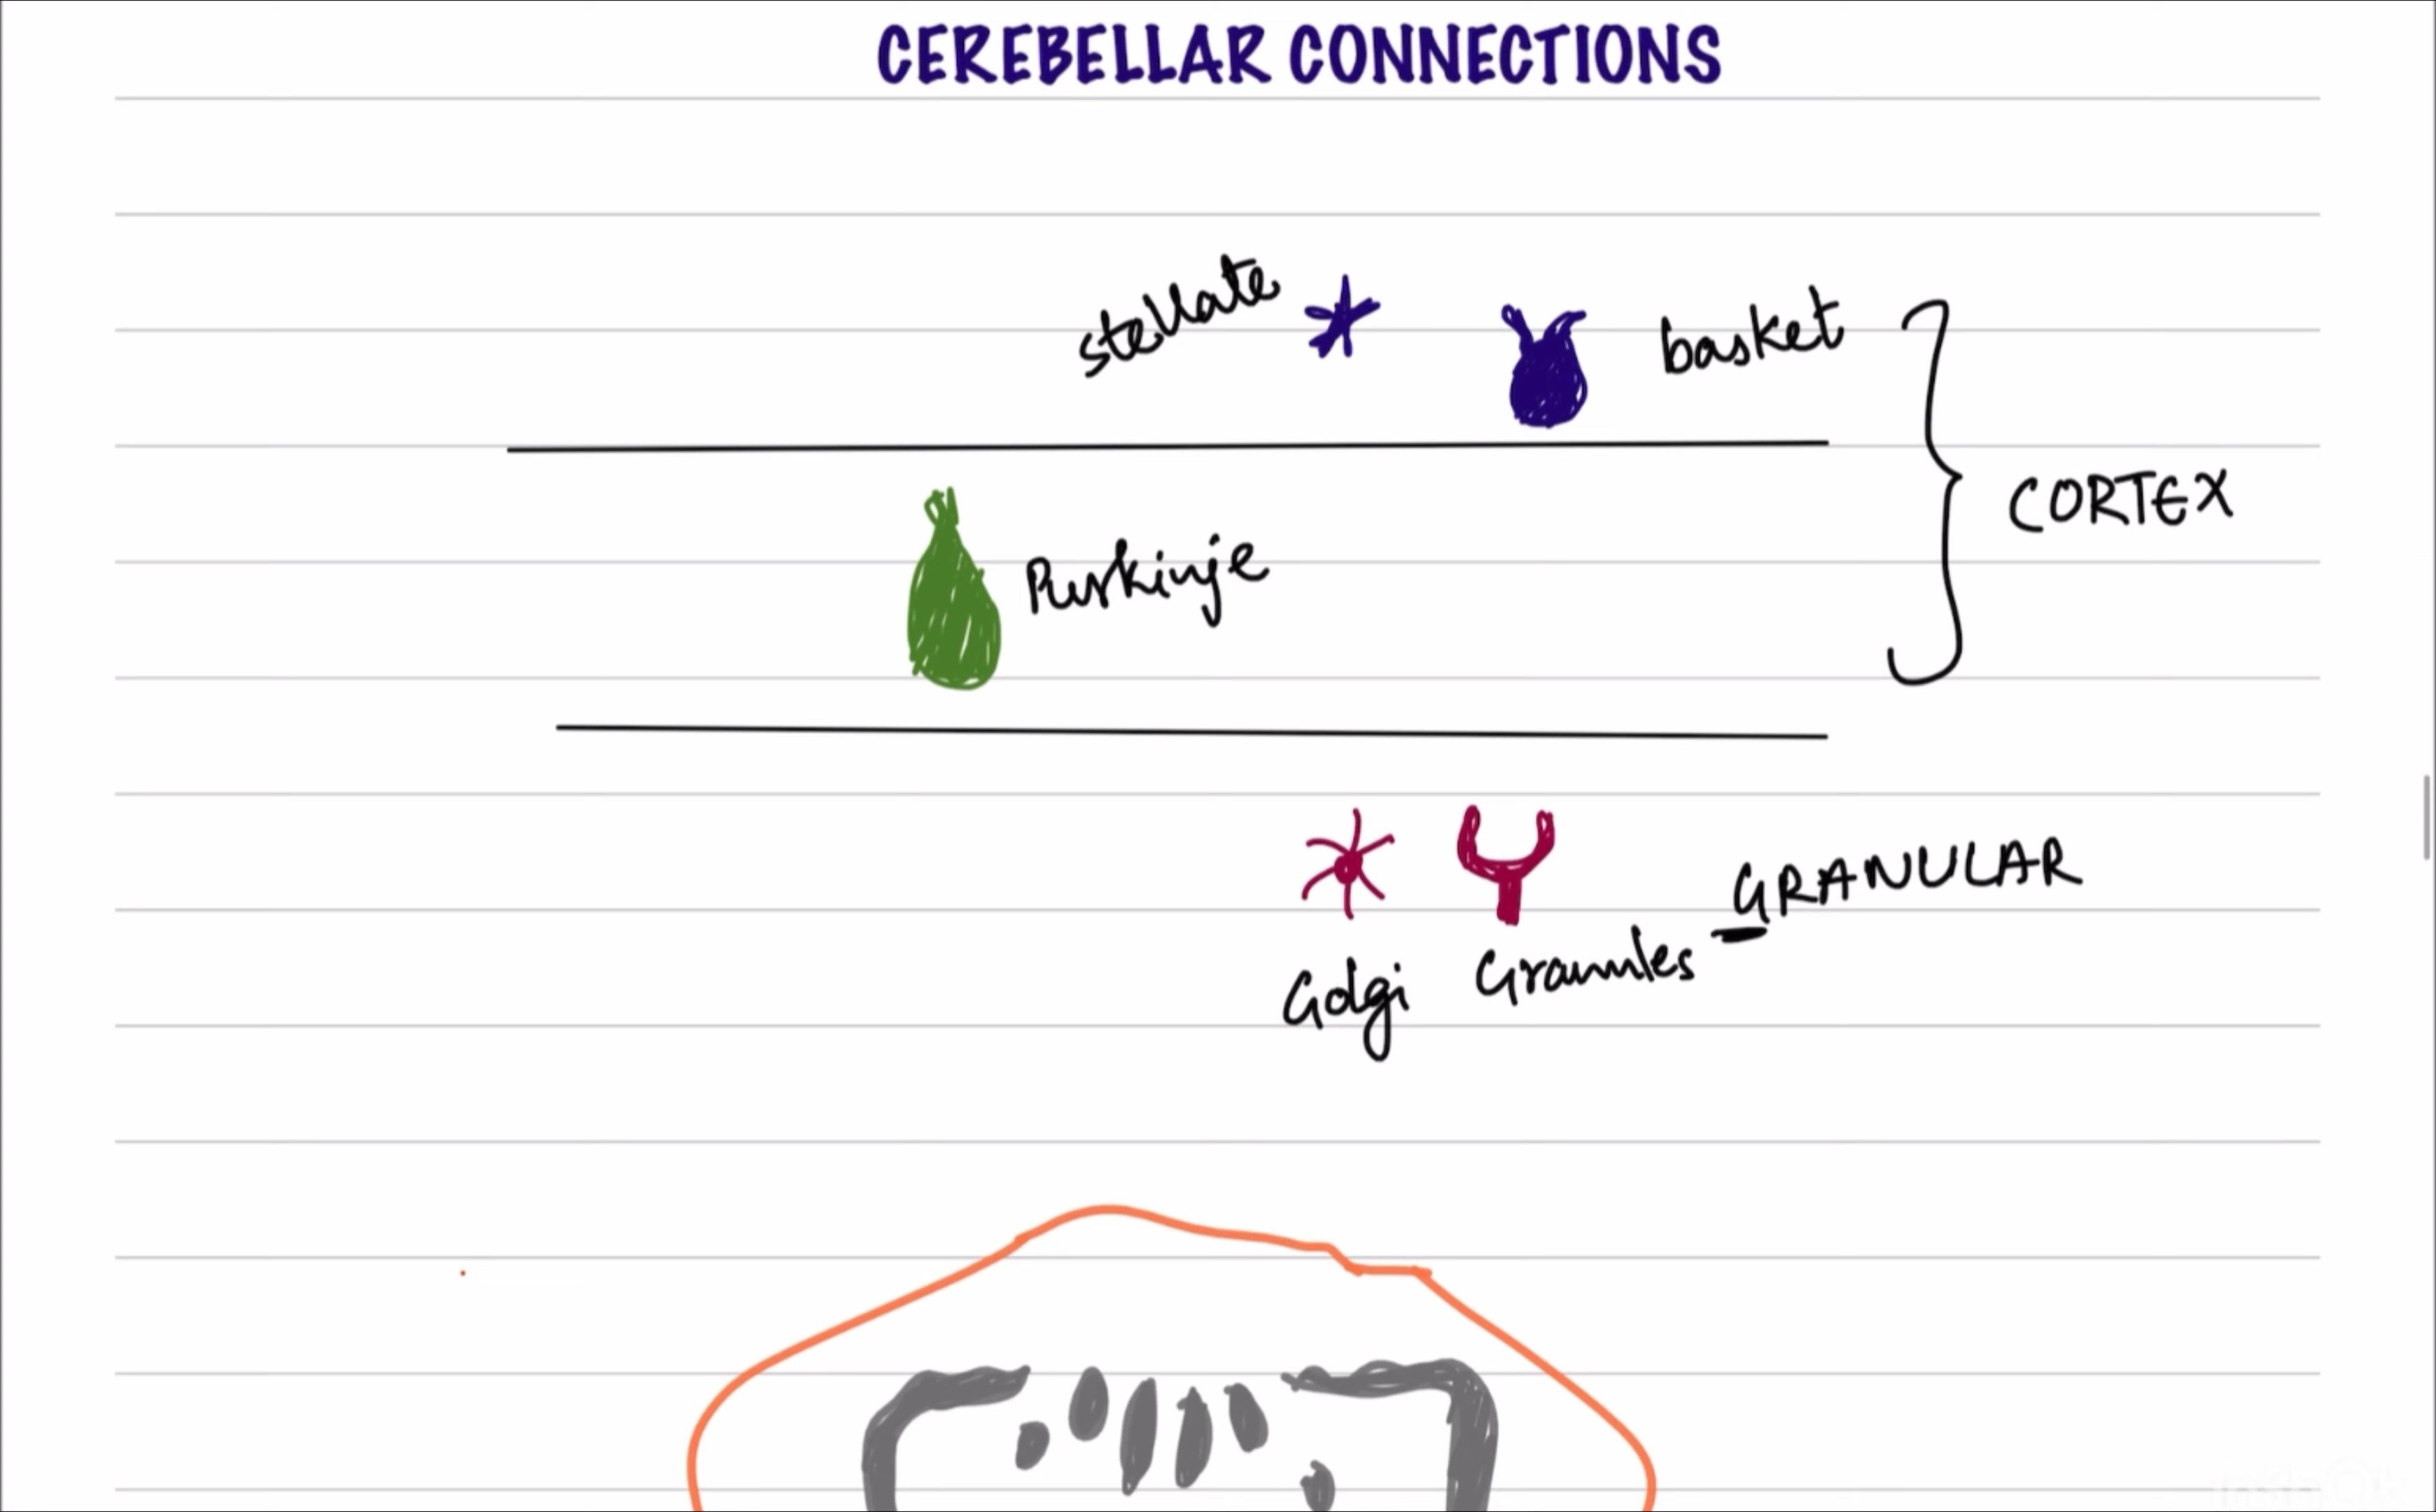 CEREBELLAR CONNECTIONS
stellate
basket
CORTEX
Purkinje
GRANULAR
Golgi
Granules